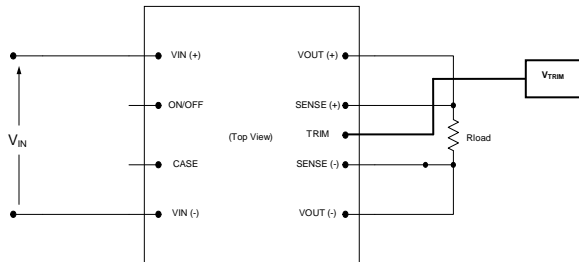 VIN (+)
VOUT (+)
VTRIM
ON/OFF
SENSE (+)
VIN
(Top View)
TRIM
Rload
CASE
SENSE (-)
VIN (-)
VOUT (-)